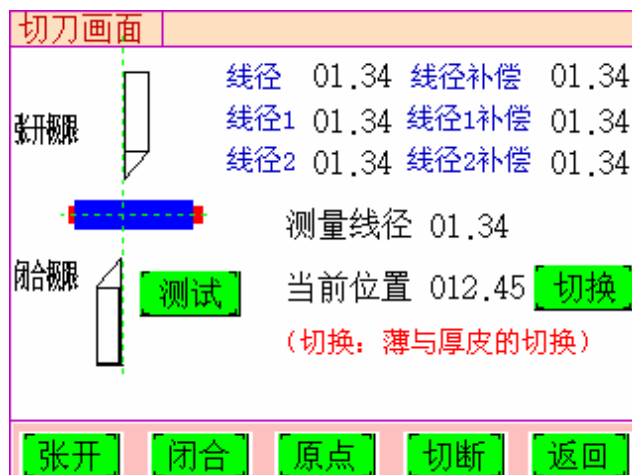 切刀画面
线径 01.34 线径补偿 01.34
张开极限 线径1 01.34 线径1补偿 01.34
线径2 01.34 线径2补偿 01.34
测量线径 01.34
闭合极限 测试 当前位置 012.45 切换
(切换：薄与厚皮的切换)
张开 闭合 原点 切断 返回